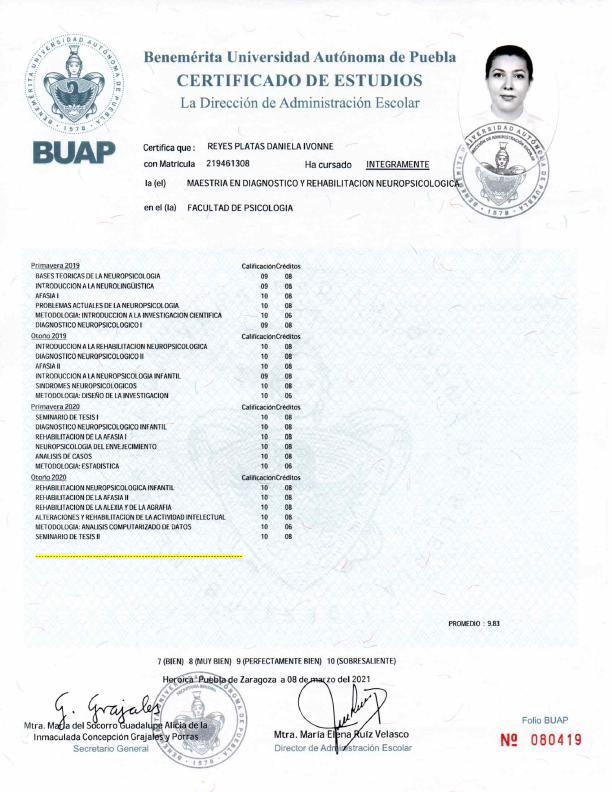 Benemérita Universidad Autónoma de Puebla
CERTIFICADO DE ESTUDIOS
La Dirección de Administración Escolar
BENEMÉRITA UNIVERSIDAD AUTÓNOMA DE PUEBLA
1578
BUAP
Certifica que : REYES PLATAS DANIELA IVONNE
con Matrícula 219461308 Ha cursado INTEGRAMENTE
la (el) MAESTRIA EN DIAGNOSTICO Y REHABILITACION NEUROPSICOLOGICA
en el (la) FACULTAD DE PSICOLOGIA
Primavera 2019 Calificación Créditos
BASES TEORICAS DE LA NEUROPSICOLOGIA 09 08
INTRODUCCION A LA NEUROLINGÜISTICA 09 08
AFASIA I 10 08
PROBLEMAS ACTUALES DE LA NEUROPSICOLOGIA 10 08
METODOLOGIA: INTRODUCCION A LA INVESTIGACION CIENTIFICA 10 06
DIAGNOSTICO NEUROPSICOLOGICO I 09 08
Otoño 2019 Calificación Créditos
INTRODUCCION A LA REHABILITACION NEUROPSICOLOGICA 10 08
DIAGNOSTICO NEUROPSICOLOGICO II 10 08
AFASIA II 10 08
INTRODUCCION A LA NEUROPSICOLOGIA INFANTIL 09 08
SINDROMES NEUROPSICOLOGICOS 10 08
METODOLOGIA: DISEÑO DE LA INVESTIGACION 10 06
Primavera 2020 Calificación Créditos
SEMINARIO DE TESIS I 10 08
DIAGNOSTICO NEUROPSICOLOGICO INFANTIL 10 08
REHABILITACION DE LA AFASIA I 10 08
NEUROPSICOLOGIA DEL ENVEJECIMIENTO 10 08
ANALISIS DE CASOS 10 08
METODOLOGIA: ESTADISTICA 10 06
Otoño 2020 Calificación Créditos
REHABILITACION NEUROPSICOLOGICA INFANTIL 10 08
REHABILITACION DE LA AFASIA II 10 08
REHABILITACION DE LA ALEXIA Y DE LA AGRAFIA 10 08
ALTERACIONES Y REHABILITACION DE LA ACTIVIDAD INTELECTUAL 10 08
METODOLOGIA: ANALISIS COMPUTARIZADO DE DATOS 10 06
SEMINARIO DE TESIS II 10 08
PROMEDIO : 9.83
7 (BIEN) 8 (MUY BIEN) 9 (PERFECTAMENTE BIEN) 10 (SOBRESALIENTE)
Heroica Puebla de Zaragoza a 08 de marzo del 2021
G. Grajales
Mtra. María del Socorro Guadalupe Alicia de la
Inmaculada Concepción Grajales y Porras
Secretario General
Mtra. María Elena Ruíz Velasco
Director de Administración Escolar
Folio BUAP
Nº 080419